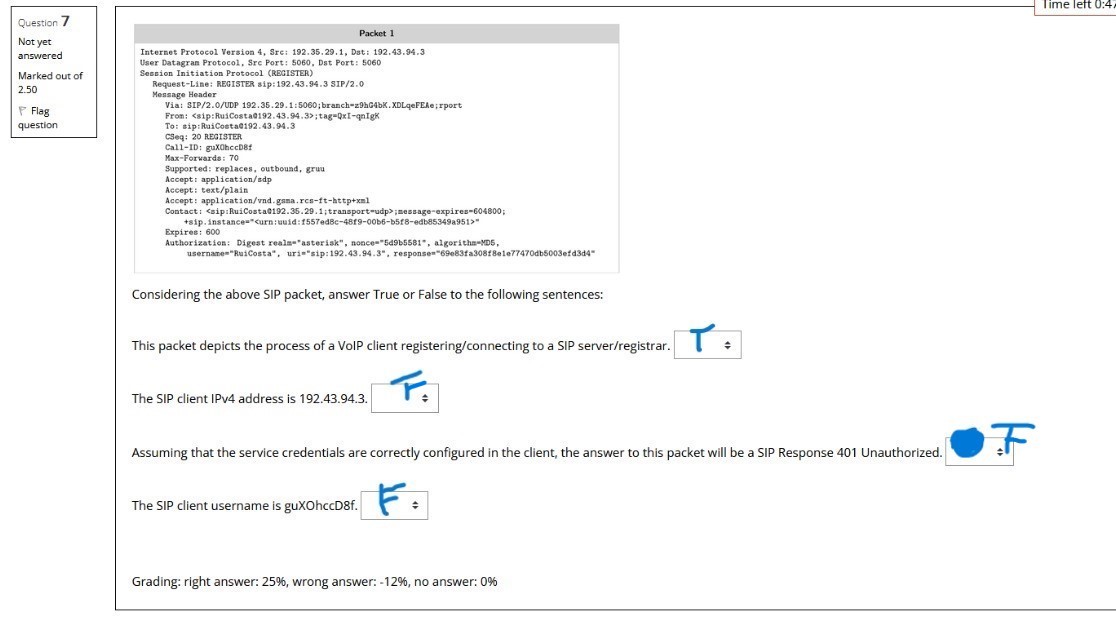 Time left 0:47
Question 7
Not yet
answered
Marked out of
2.50
Flag
question
Packet 1
Internet Protocol Version 4, Src: 192.35.29.1, Dst: 192.43.94.3
User Datagram Protocol, Src Port: 5060, Dst Port: 5060
Session Initiation Protocol (REGISTER)
Request-Line: REGISTER sip:192.43.94.3 SIP/2.0
Message Header
Via: SIP/2.0/UDP 192.35.29.1:5060;branch=z9hG4bK.XDLqeFEAe;rport
From: <sip:RuiCosta@192.43.94.3>;tag=QxI-qnIgK
To: sip:RuiCosta@192.43.94.3
CSeq: 20 REGISTER
Call-ID: guXOhccD8f
Max-Forwards: 70
Supported: replaces, outbound, gruu
Accept: application/sdp
Accept: text/plain
Accept: application/vnd.gsma.rcs-ft-http+xml
Contact: <sip:RuiCosta@192.35.29.1;transport=udp>;message-expires=604800;
+sip.instance="<urn:uuid:f557ed8c-48f9-00b6-b5f8-edb85349a951>"
Expires: 600
Authorization: Digest realm="asterisk", nonce="5d9b5581", algorithm=MD5,
username="RuiCosta", uri="sip:192.43.94.3", response="69e83fa308f8e1e77470db5003efd3d4"
Considering the above SIP packet, answer True or False to the following sentences:
This packet depicts the process of a VoIP client registering/connecting to a SIP server/registrar. T
The SIP client IPv4 address is 192.43.94.3. F
Assuming that the service credentials are correctly configured in the client, the answer to this packet will be a SIP Response 401 Unauthorized. F
The SIP client username is guXOhccD8f. F
Grading: right answer: 25%, wrong answer: -12%, no answer: 0%